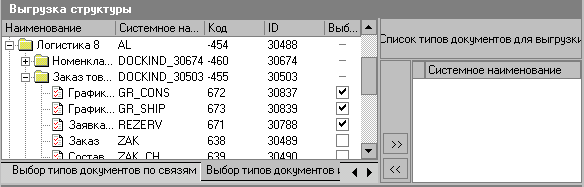 Выгрузка структуры
Наименование Системное на... Код ID Выб...
Логистика 8 AL -454 30488
Номенкла... DOCKIND_30674 -460 30674
Заказ тов... DOCKIND_30503 -455 30503
График... GR_CONS 672 30837
График... GR_SHIP 673 30839
Заявка... REZERV 671 30788
Заказ ZAK 638 30489
Состав ZAK_CH 639 30490
Выбор типов документов по связям Выбор типов документов и
Список типов документов для выгрузки
Системное наименование
>>
<<